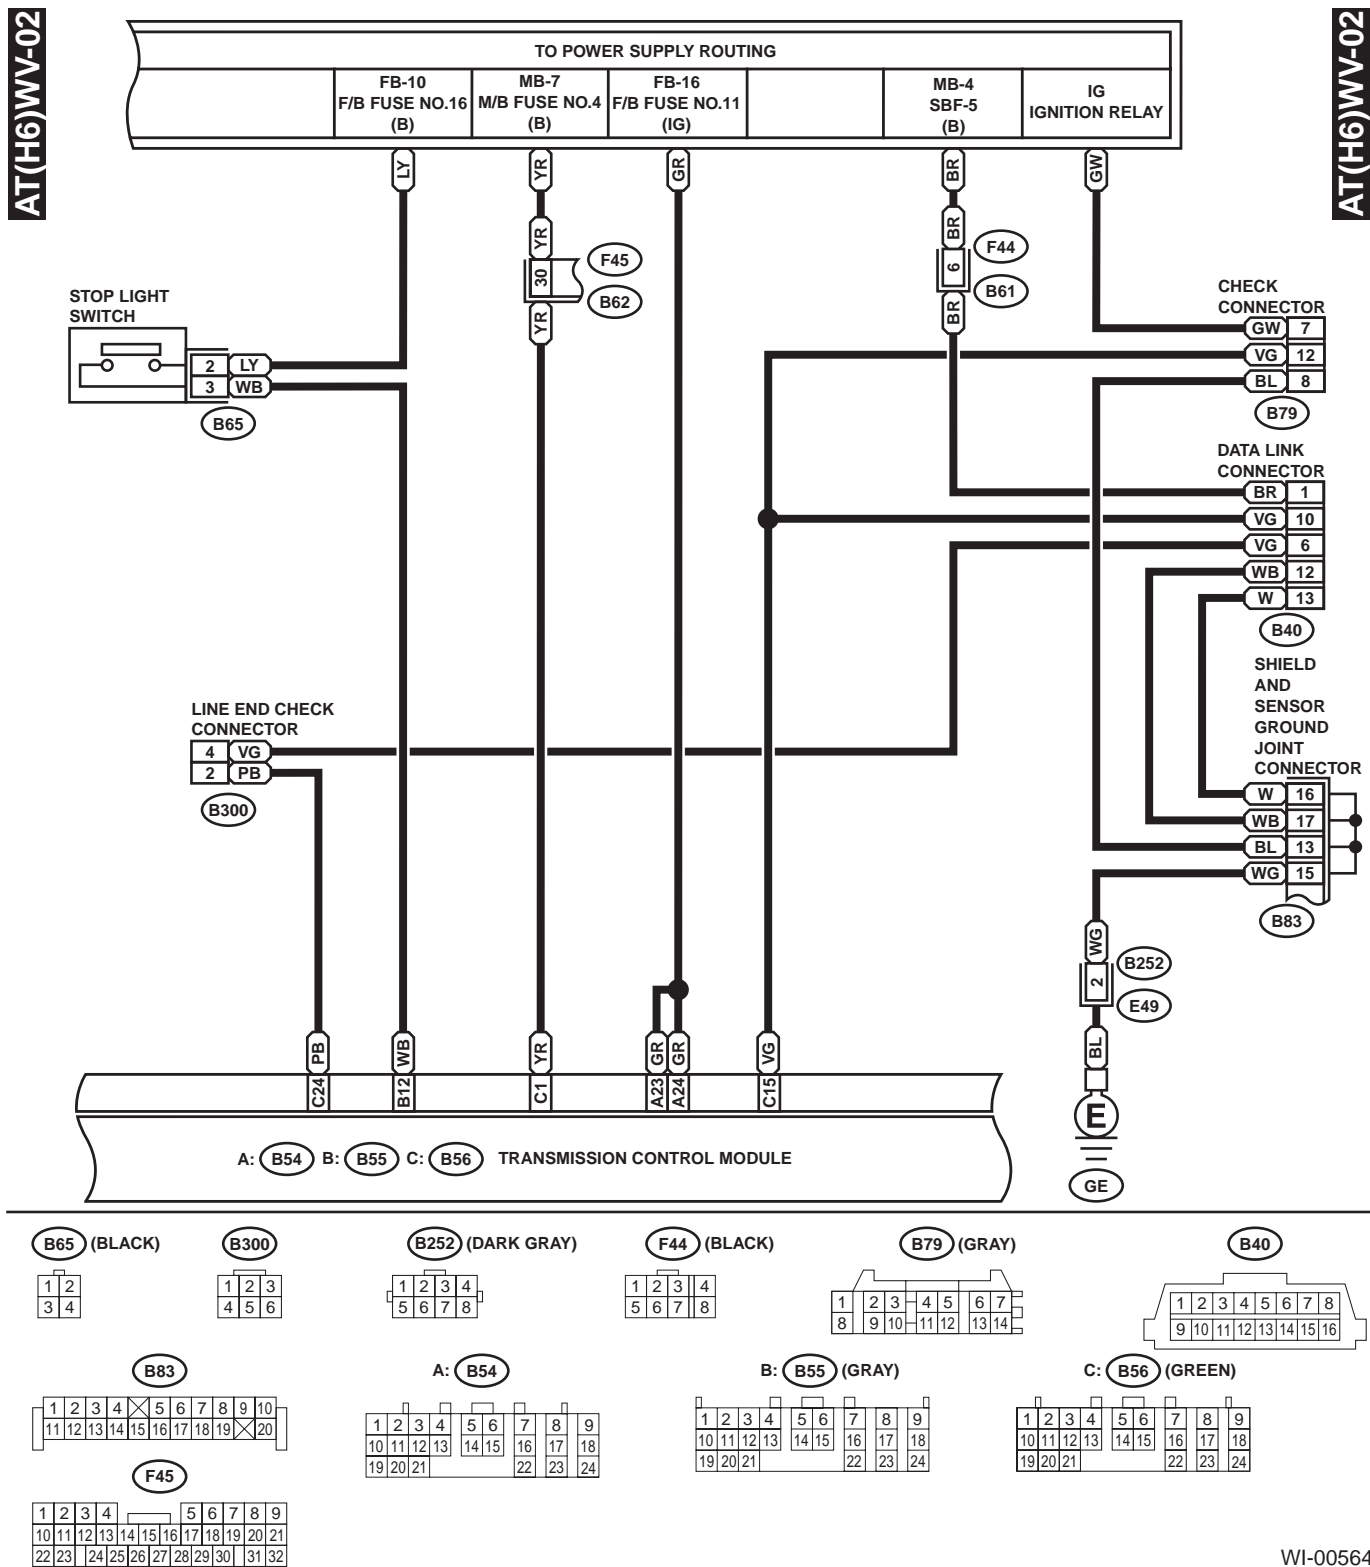 AT(H6)WV-02
AT(H6)WV-02
TO POWER SUPPLY ROUTING
FB-10
F/B FUSE NO.16
(B)
MB-7
M/B FUSE NO.4
(B)
FB-16
F/B FUSE NO.11
(IG)
MB-4
SBF-5
(B)
IG
IGNITION RELAY
LY
YR
GR
BR
GW
YR
30
YR
F45
B62
BR
6
BR
F44
B61
STOP LIGHT
SWITCH
2 LY
3 WB
B65
CHECK
CONNECTOR
GW 7
VG 12
BL 8
B79
DATA LINK
CONNECTOR
BR 1
VG 10
VG 6
WB 12
W 13
B40
SHIELD
AND
SENSOR
GROUND
JOINT
CONNECTOR
W 16
WB 17
BL 13
WG 15
B83
LINE END CHECK
CONNECTOR
4 VG
2 PB
B300
WG
2
B252
E49
BL
E
GE
PB WB YR GR GR VG
C24 B12 C1 A23 A24 C15
A: B54 B: B55 C: B56 TRANSMISSION CONTROL MODULE
B65 (BLACK)
1 2
3 4
B300
1 2 3
4 5 6
B252 (DARK GRAY)
1 2 3 4
5 6 7 8
F44 (BLACK)
1 2 3 4
5 6 7 8
B79 (GRAY)
1 2 3 4 5 6 7
8 9 10 11 12 13 14
B40
1 2 3 4 5 6 7 8
9 10 11 12 13 14 15 16
B83
1 2 3 4 5 6 7 8 9 10
11 12 13 14 15 16 17 18 19 20
A: B54
1 2 3 4 5 6 7 8 9
10 11 12 13 14 15 16 17 18
19 20 21 22 23 24
B: B55 (GRAY)
1 2 3 4 5 6 7 8 9
10 11 12 13 14 15 16 17 18
19 20 21 22 23 24
C: B56 (GREEN)
1 2 3 4 5 6 7 8 9
10 11 12 13 14 15 16 17 18
19 20 21 22 23 24
F45
1 2 3 4 5 6 7 8 9
10 11 12 13 14 15 16 17 18 19 20 21
22 23 24 25 26 27 28 29 30 31 32
WI-00564